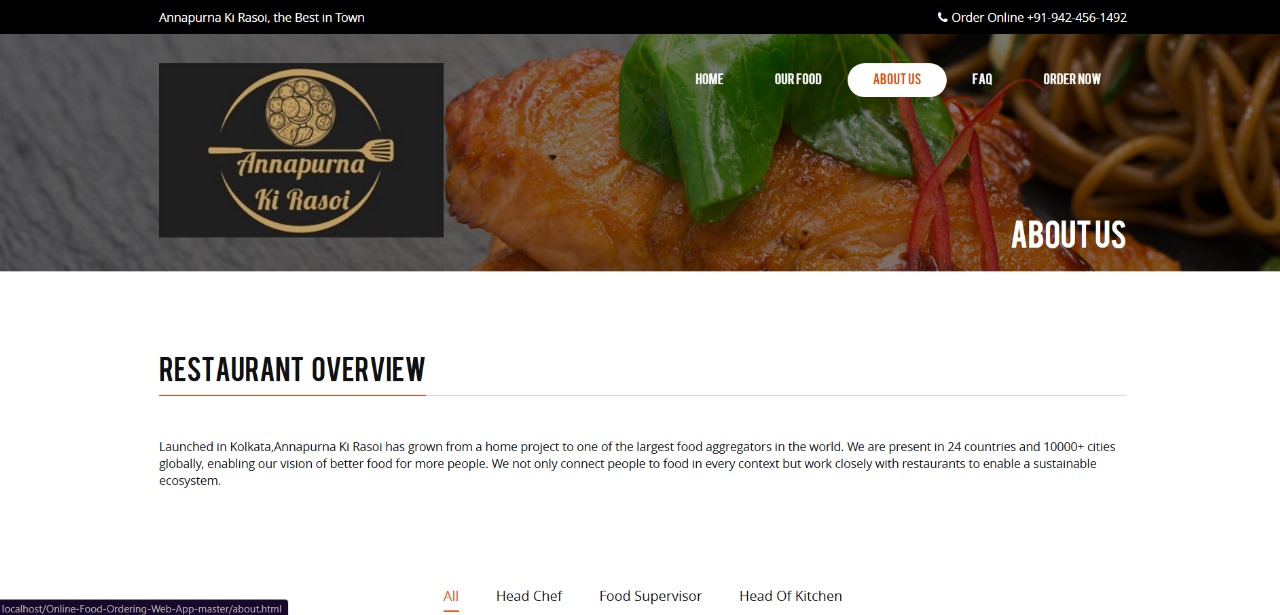 Annapurna Ki Rasoi, the Best in Town
Order Online +91-942-456-1492
Annapurna
Ki Rasoi
HOME
OUR FOOD
ABOUT US
FAQ
ORDER NOW
ABOUT US
RESTAURANT OVERVIEW
Launched in Kolkata,Annapurna Ki Rasoi has grown from a home project to one of the largest food aggregators in the world. We are present in 24 countries and 10000+ cities
globally, enabling our vision of better food for more people. We not only connect people to food in every context but work closely with restaurants to enable a sustainable
ecosystem.
All
Head Chef
Food Supervisor
Head Of Kitchen
localhost/Online-Food-Ordering-Web-App-master/about.html